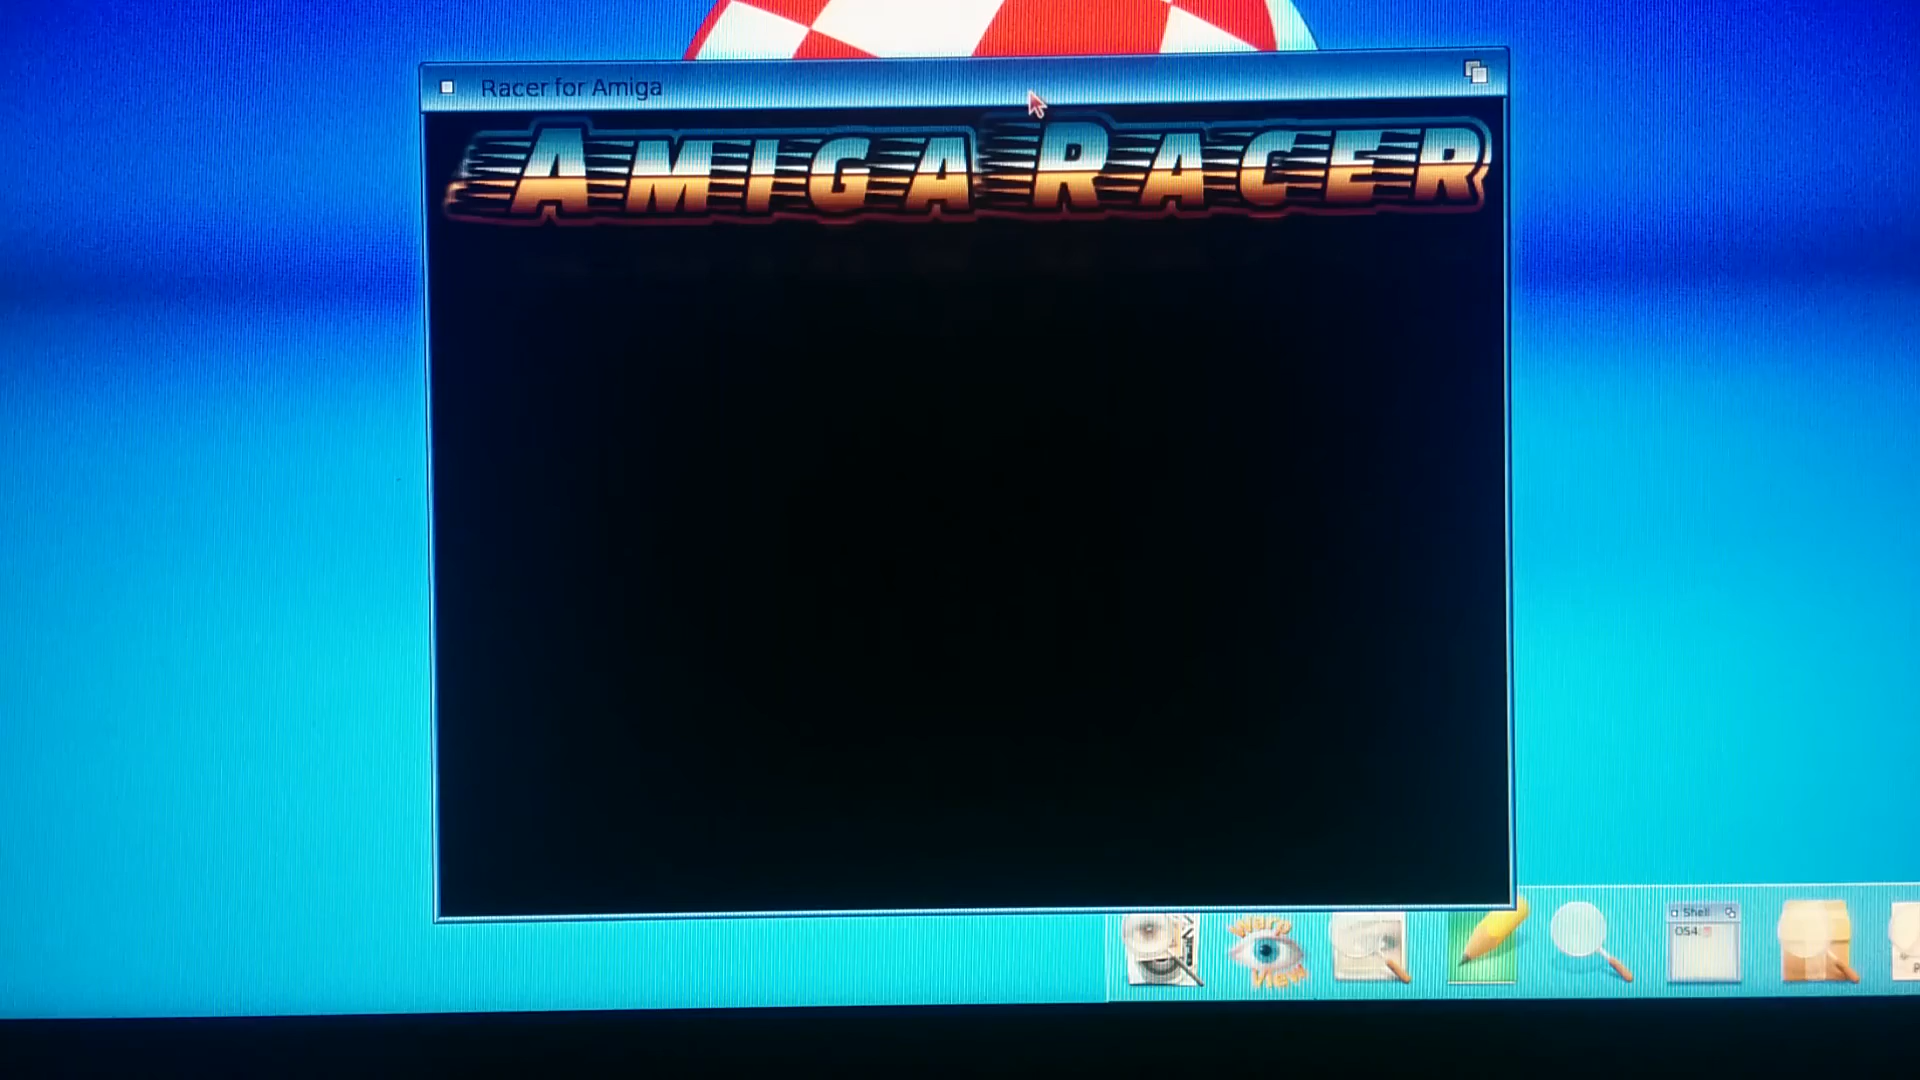 Racer for Amiga
AMIGA RACER
Warp
View
Shell
OS4: